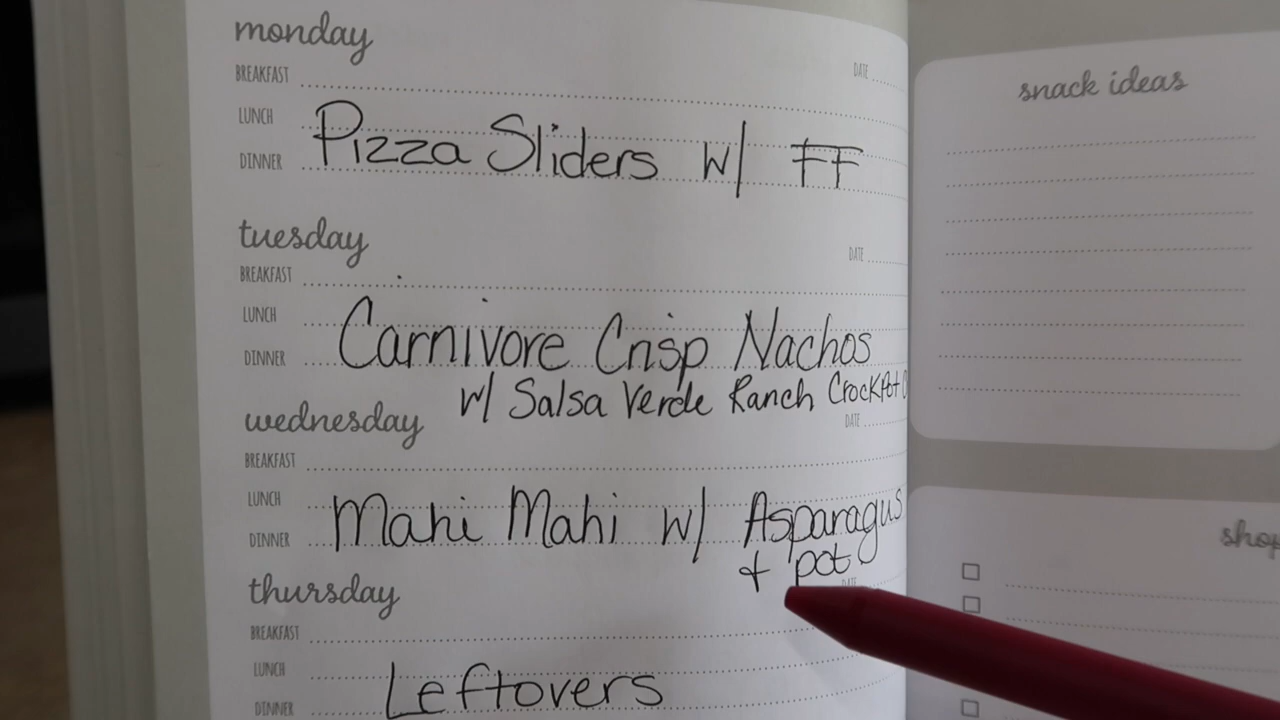 monday
DATE
BREAKFAST
LUNCH
DINNER
Pizza Sliders w/ FF
tuesday
DATE
BREAKFAST
LUNCH
DINNER
Carnivore Crisp Nachos
w/ Salsa Verde Ranch CrockPot
wednesday
DATE
BREAKFAST
LUNCH
DINNER
Mahi Mahi w/ Asparagus
+ pot
thursday
DATE
BREAKFAST
LUNCH
DINNER
Leftovers
snack ideas